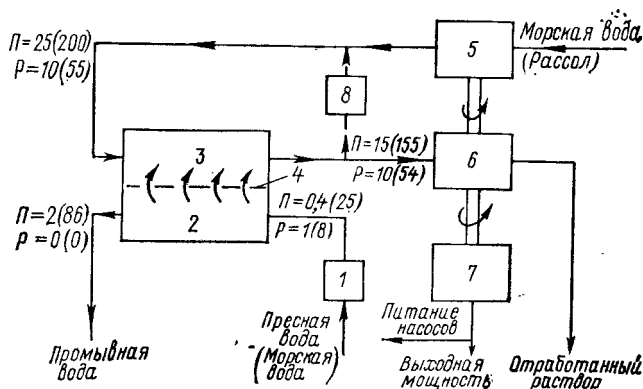 П=25(200)
Р=10(55)
5
Морская вода
(Рассол)
8
3
4
П=15(155)
Р=10(54)
6
П=2(86)
Р=0(0)
2
П=0,4(25)
Р=1(8)
1
7
Пресная
вода
(Морская
вода)
Питание
насосов
Промывная
вода
Выходная
мощность
Отработанный
раствор